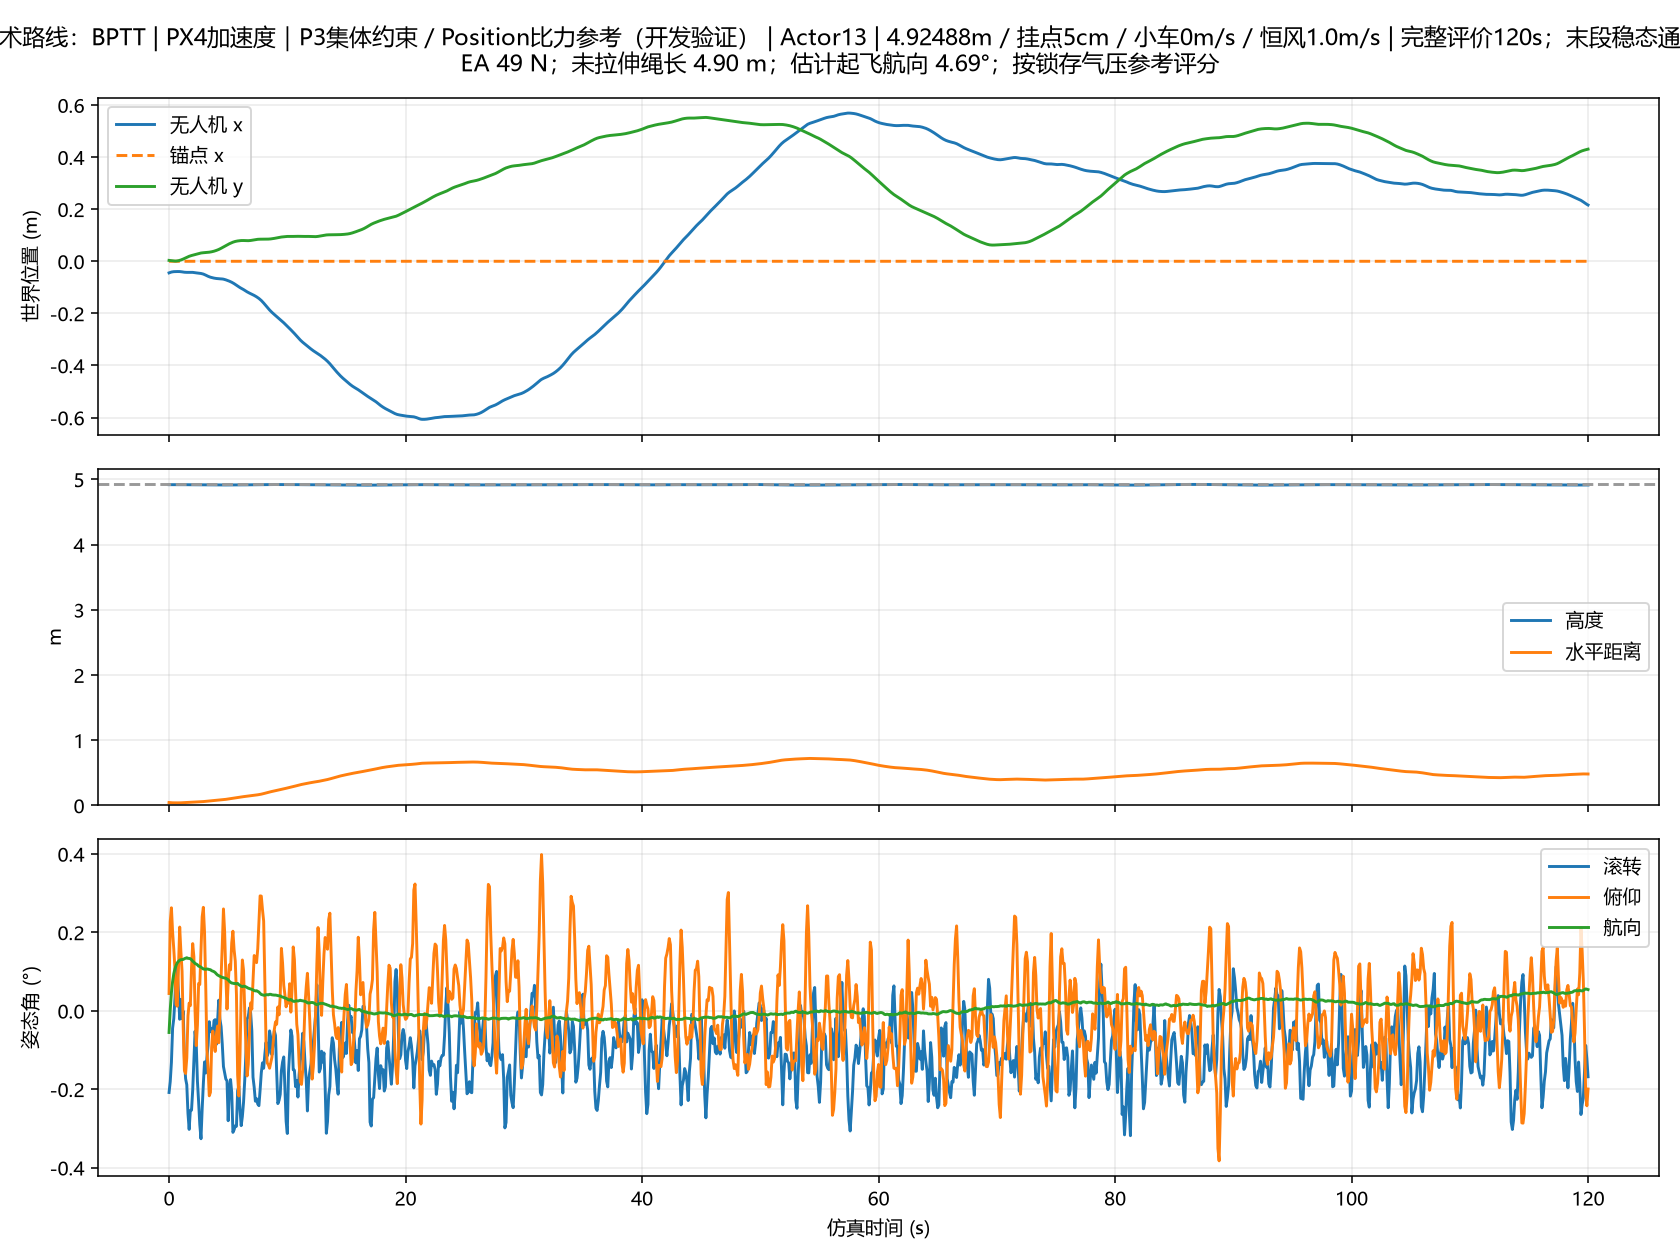 术路线：BPTT | PX4加速度 | P3集体约束 / Position比力参考（开发验证） | Actor13 | 4.92488m / 挂点5cm / 小车0m/s / 恒风1.0m/s | 完整评价120s；末段稳态通
EA 49 N；未拉伸绳长 4.90 m；估计起飞航向 4.69°；按锁存气压参考评分
0.6
0.4
0.2
0.0
-0.2
-0.4
-0.6
世界位置 (m)
无人机 x
锚点 x
无人机 y
5
4
3
2
1
0
m
高度
水平距离
0.4
0.2
0.0
-0.2
-0.4
姿态角 (°)
滚转
俯仰
航向
0 20 40 60 80 100 120
仿真时间 (s)